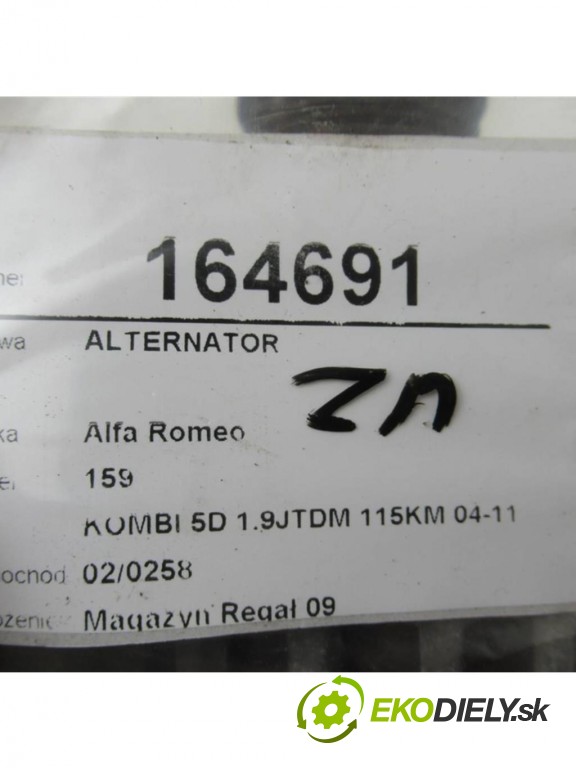 164691
ALTERNATOR
ZA
Alfa Romeo
159
KOMBI 5D 1.9JTDM 115KM 04-11
ochod 02/0258
Magazyn Regał 09
EKODIELY.sk